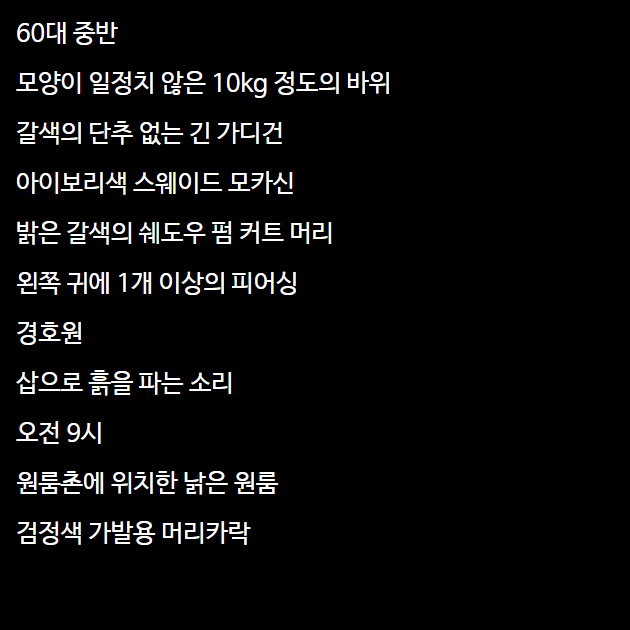 60대 중반
모양이 일정치 않은 10kg 정도의 바위
갈색의 단추 없는 긴 가디건
아이보리색 스웨이드 모카신
밝은 갈색의 쉐도우 펌 커트 머리
왼쪽 귀에 1개 이상의 피어싱
경호원
삽으로 흙을 파는 소리
오전 9시
원룸촌에 위치한 낡은 원룸
검정색 가발용 머리카락